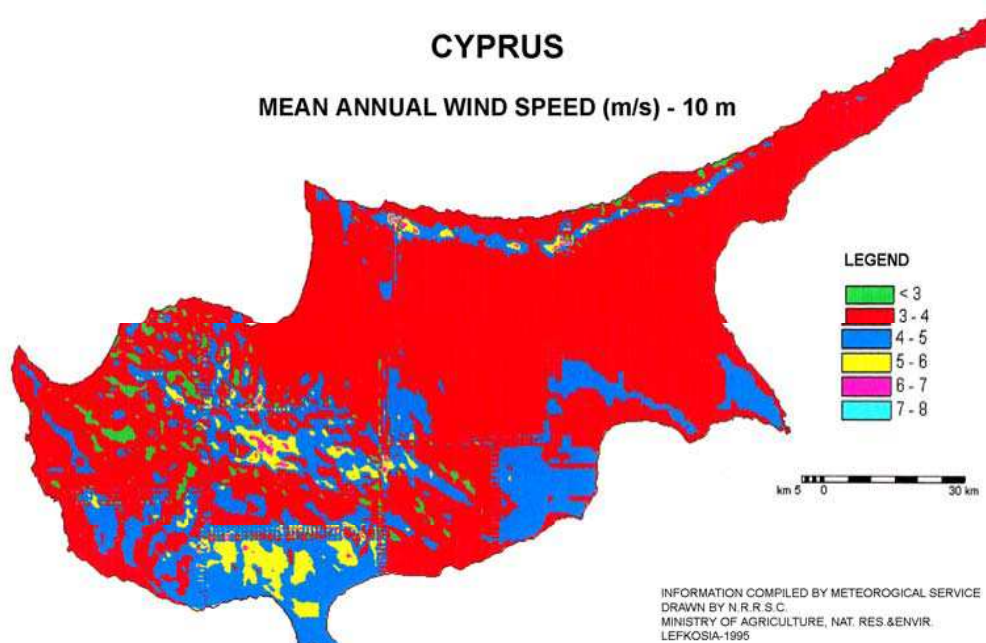 CYPRUS
MEAN ANNUAL WIND SPEED (m/s) - 10 m
LEGEND
< 3
3 - 4
4 - 5
5 - 6
6 - 7
7 - 8
km 5 0 30 km
INFORMATION COMPILED BY METEOROGICAL SERVICE
DRAWN BY N.R.R.S.C.
MINISTRY OF AGRICULTURE, NAT. RES.&ENVIR.
LEFKOSIA-1995